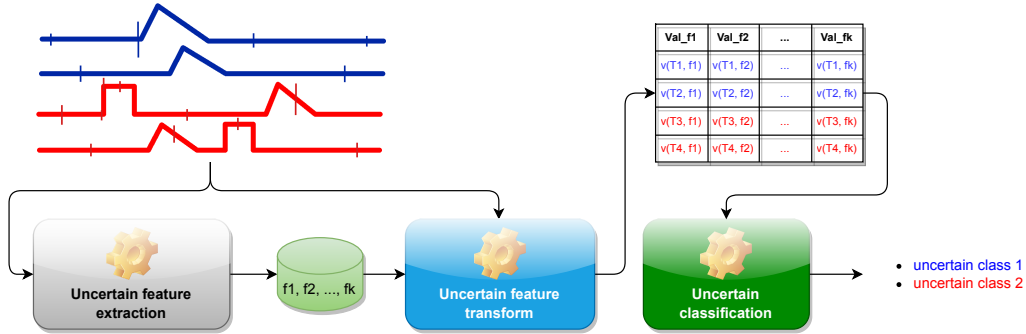 Val_f1 Val_f2 ... Val_fk
v(T1, f1) v(T1, f2) ... v(T1, fk)
v(T2, f1) v(T2, f2) ... v(T2, fk)
v(T3, f1) v(T3, f2) ... v(T3, fk)
v(T4, f1) v(T4, f2) ... v(T4, fk)
Uncertain feature
extraction
f1, f2, ..., fk
Uncertain feature
transform
Uncertain
classification
• uncertain class 1
• uncertain class 2